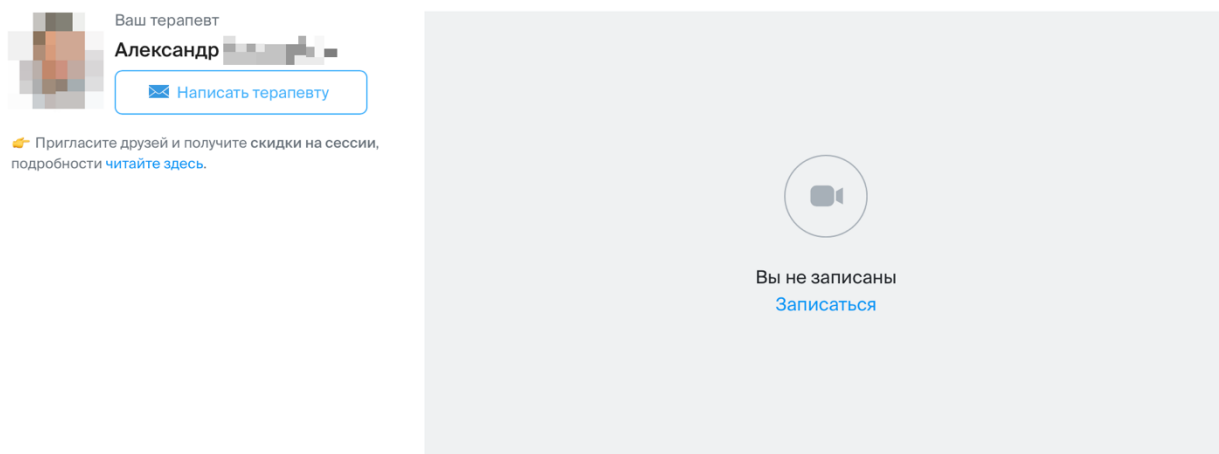 Ваш терапевт
Александр
Написать терапевту
👉 Пригласите друзей и получите скидки на сессии,
подробности читайте здесь.
Вы не записаны
Записаться